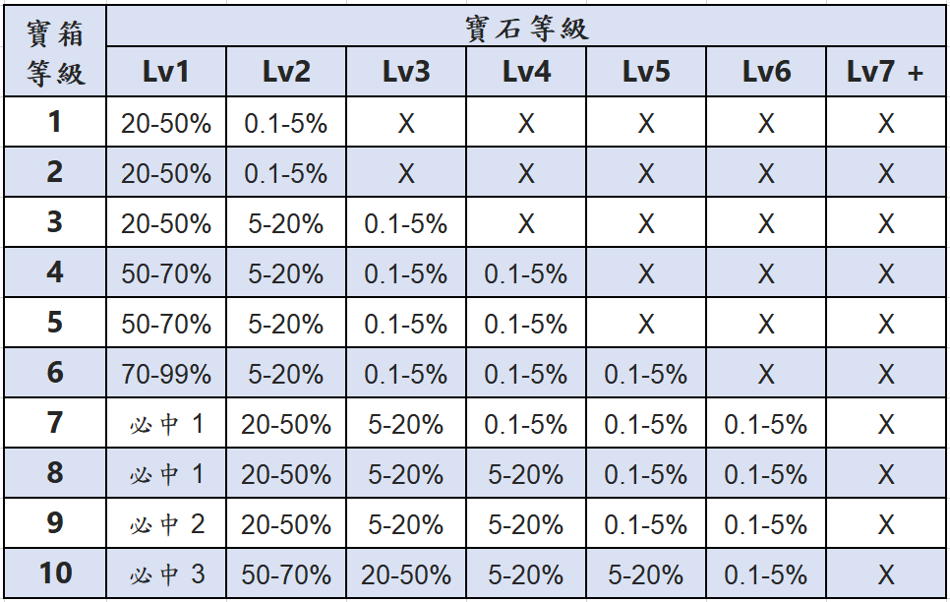 寶箱等級 寶石等級
Lv1 Lv2 Lv3 Lv4 Lv5 Lv6 Lv7 +
1 20-50% 0.1-5% X X X X X
2 20-50% 0.1-5% X X X X X
3 20-50% 5-20% 0.1-5% X X X X
4 50-70% 5-20% 0.1-5% 0.1-5% X X X
5 50-70% 5-20% 0.1-5% 0.1-5% X X X
6 70-99% 5-20% 0.1-5% 0.1-5% 0.1-5% X X
7 必中 1 20-50% 5-20% 0.1-5% 0.1-5% 0.1-5% X
8 必中 1 20-50% 5-20% 5-20% 0.1-5% 0.1-5% X
9 必中 2 20-50% 5-20% 5-20% 0.1-5% 0.1-5% X
10 必中 3 50-70% 20-50% 5-20% 5-20% 0.1-5% X